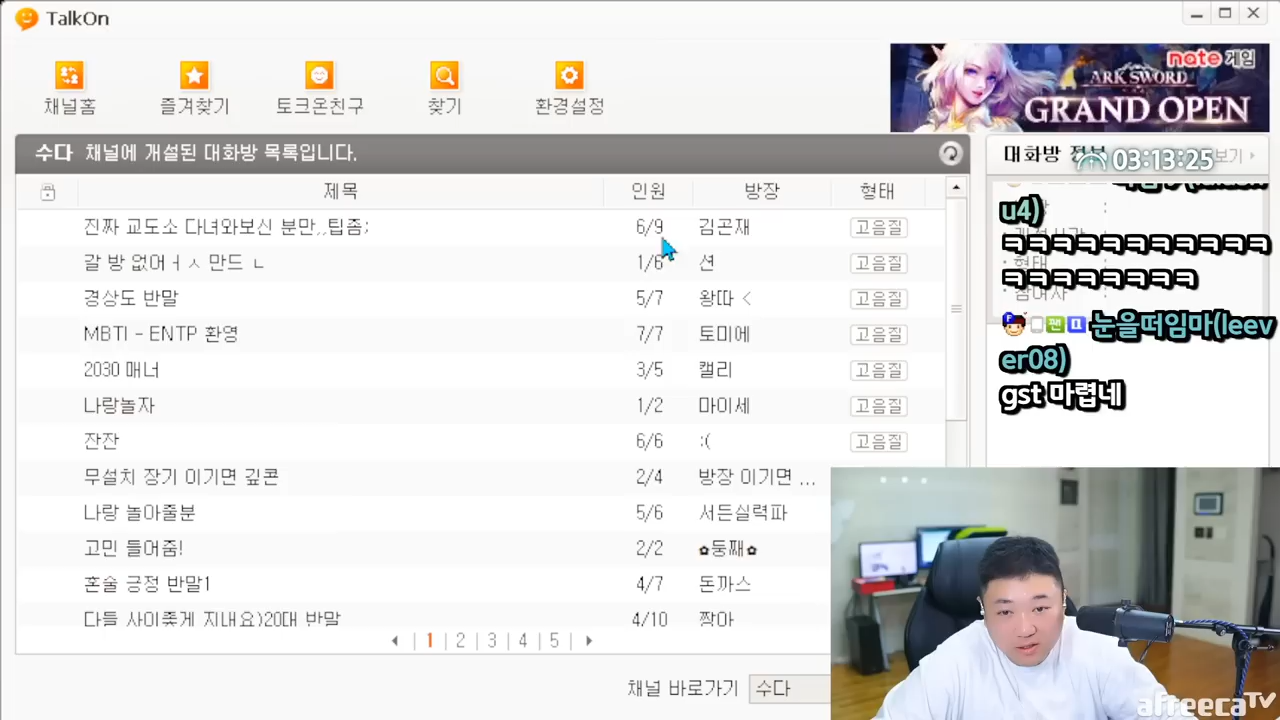 TalkOn
채널홈
즐겨찾기
토크온친구
찾기
환경설정
nate 게임
ARK SWORD
GRAND OPEN
수다 채널에 개설된 대화방 목록입니다.
대화방 정보
03:13:25
제목 인원 방장 형태
진짜 교도소 다녀와보신 분만,,팁좀; 6/9 김곤재 고음질
갈 방 없어ㅓㅅ 만드ㄴ 1/6 션 고음질
경상도 반말 5/7 왕따 < 고음질
MBTI - ENTP 환영 7/7 토미에 고음질
2030 매너 3/5 캘리 고음질
나랑놀자 1/2 마이세 고음질
잔잔 6/6 :( 고음질
무설치 장기 이기면 깊콘 2/4 방장 이기면 ...
나랑 놀아줄분 5/6 서든실력파
고민 들어줌! 2/2 ✿둥째✿
혼술 긍정 반말1 4/7 돈까스
다들 사이좋게 지내요)20대 반말 4/10 짱아
1 2 3 4 5
채널 바로가기 수다
u4)
ㅋㅋㅋㅋㅋㅋㅋㅋㅋㅋㅋ
ㅋㅋㅋㅋㅋㅋㅋㅋ
눈을떠임마(leev
er08)
gst 마렵네
afreecaTV